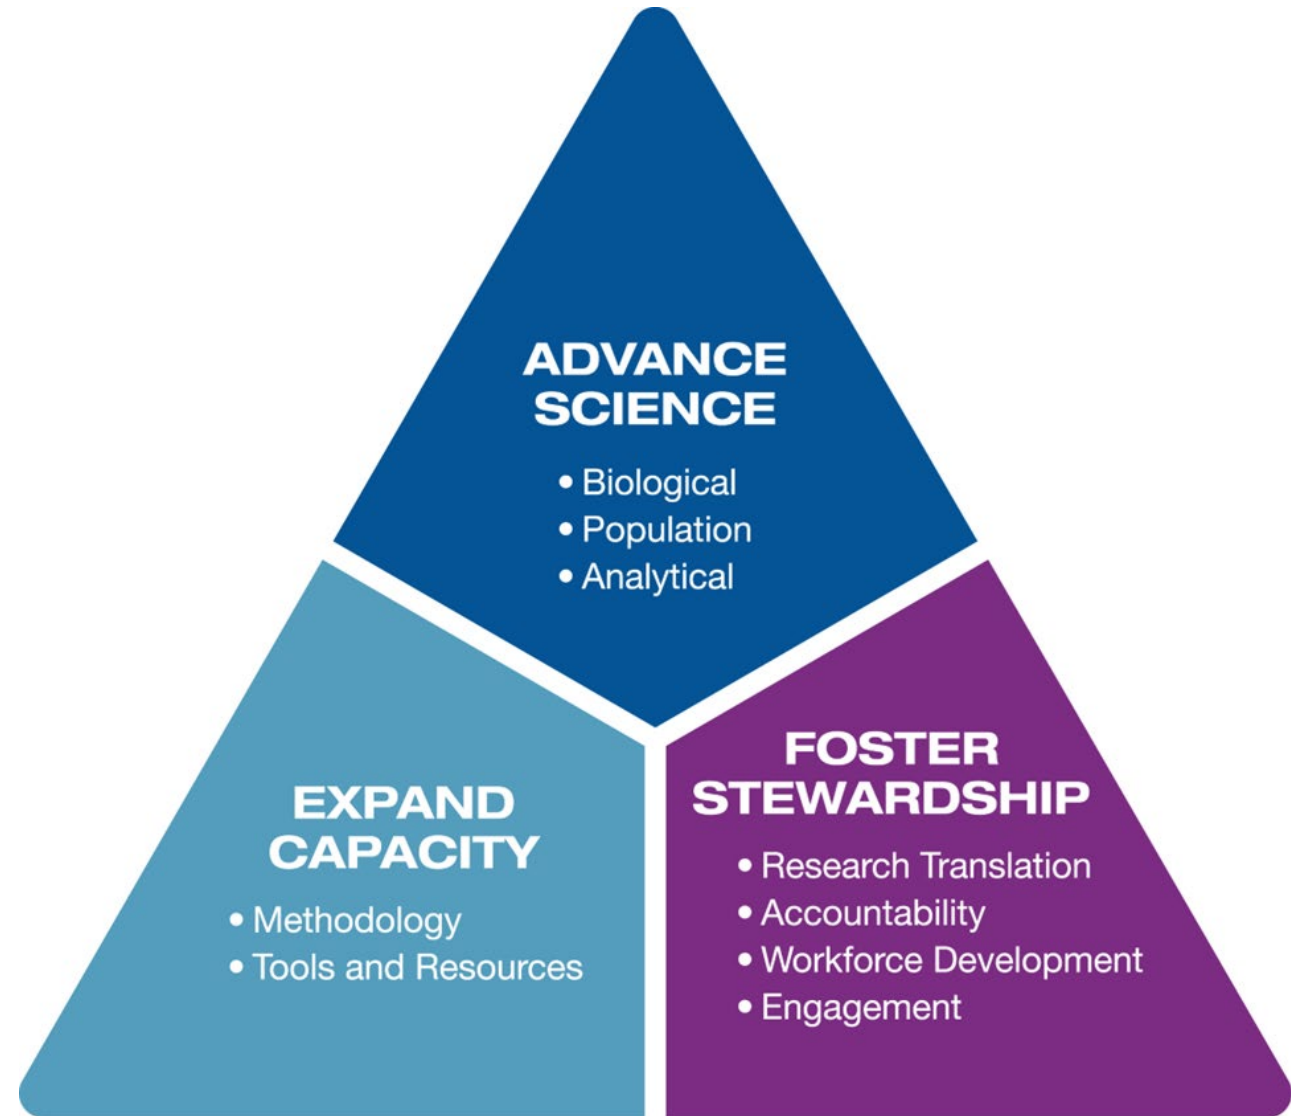 ADVANCE
SCIENCE
• Biological
• Population
• Analytical
EXPAND
CAPACITY
• Methodology
• Tools and Resources
FOSTER
STEWARDSHIP
• Research Translation
• Accountability
• Workforce Development
• Engagement